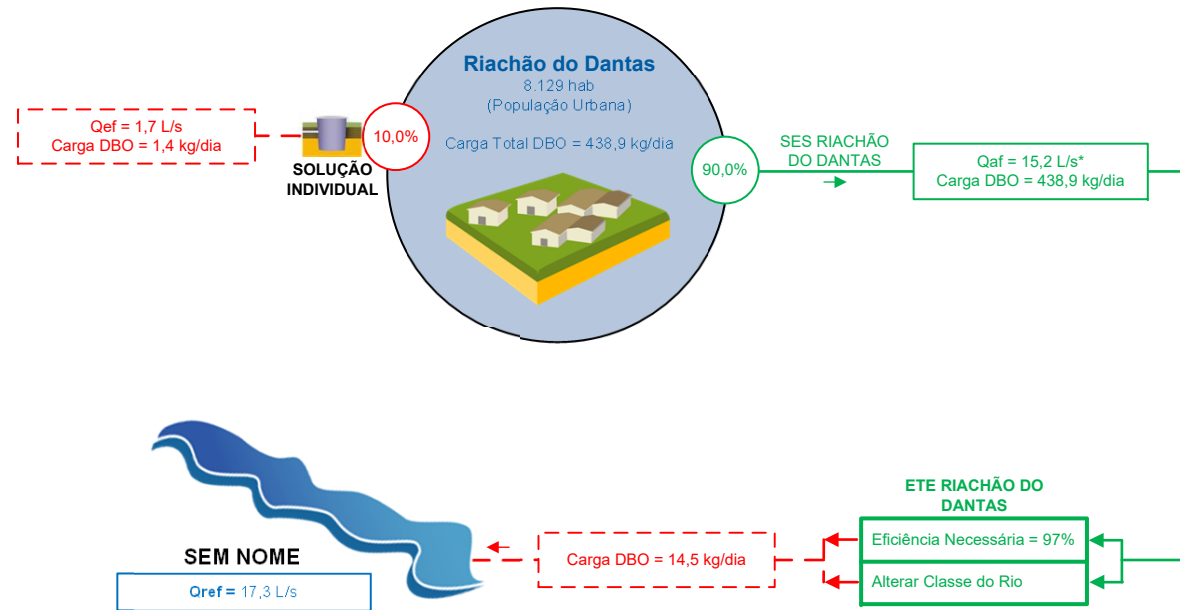 Riachão do Dantas
8.129 hab
(População Urbana)
Carga Total DBO = 438,9 kg/dia
Qef = 1,7 L/s
Carga DBO = 1,4 kg/dia
SOLUÇÃO
INDIVIDUAL
10,0%
90,0%
SES RIACHÃO
DO DANTAS
Qaf = 15,2 L/s*
Carga DBO = 438,9 kg/dia
SEM NOME
Qref = 17,3 L/s
Carga DBO = 14,5 kg/dia
ETE RIACHÃO DO
DANTAS
Eficiência Necessária = 97%
Alterar Classe do Rio